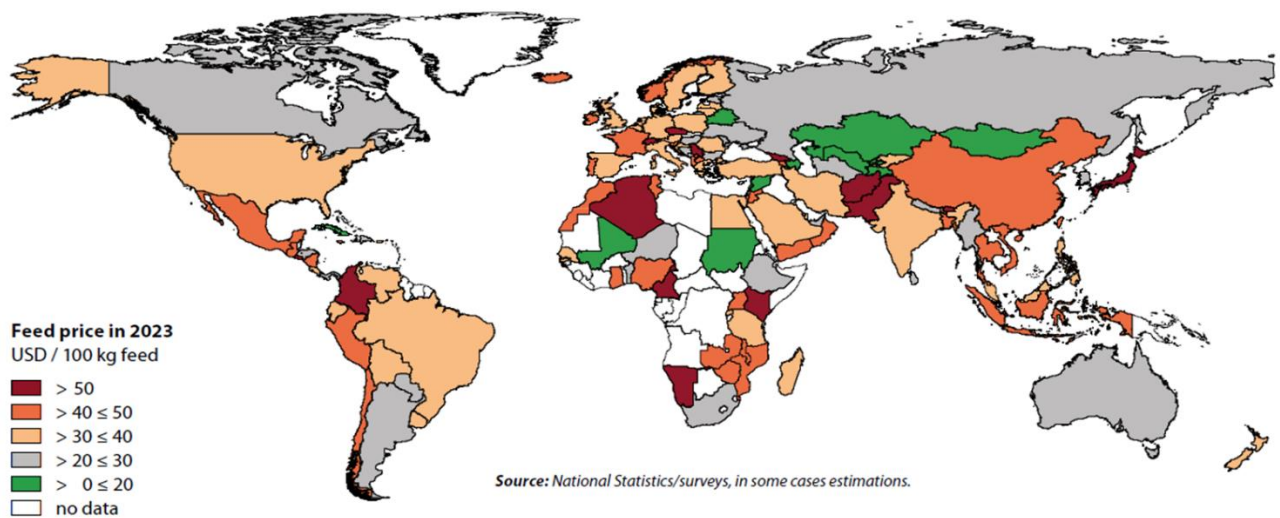 Feed price in 2023
USD / 100 kg feed
> 50
> 40 ≤ 50
> 30 ≤ 40
> 20 ≤ 30
> 0 ≤ 20
no data
Source: National Statistics/surveys, in some cases estimations.